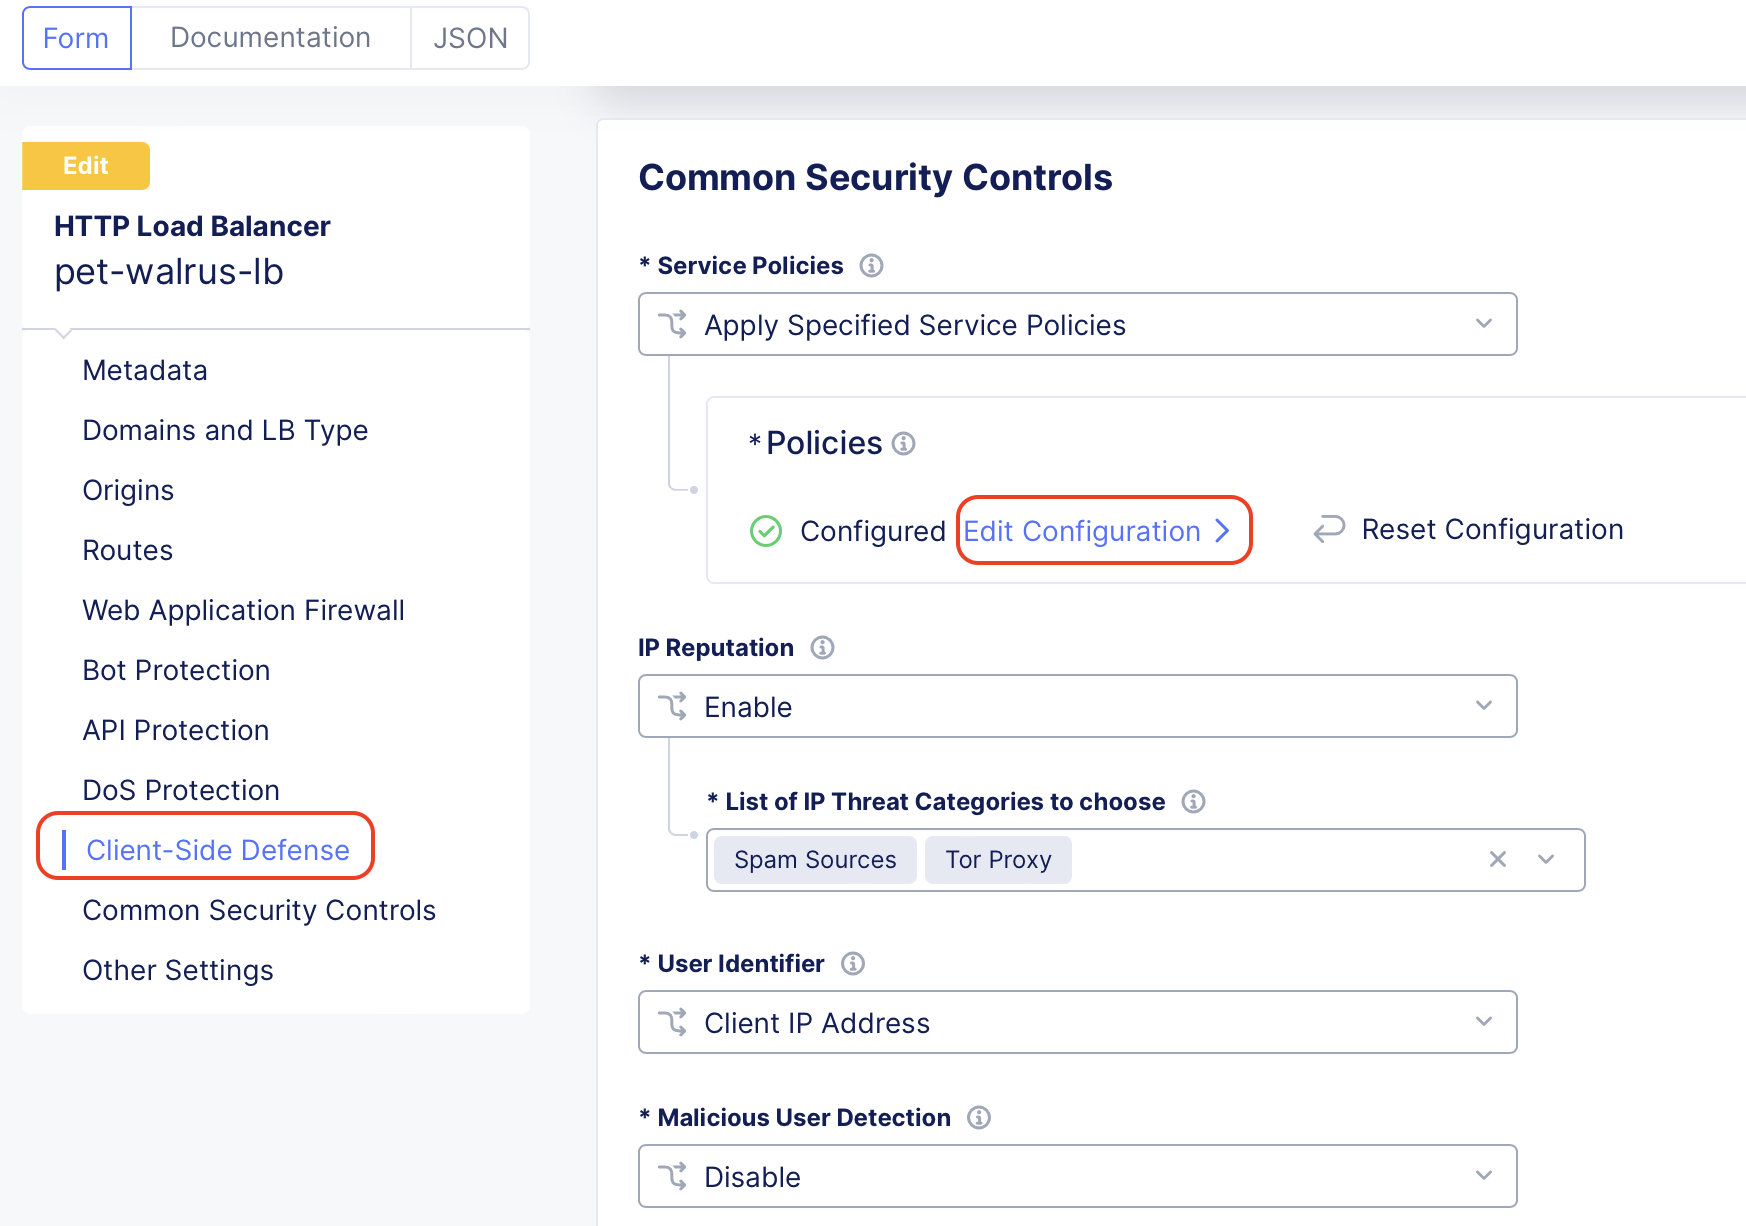 Form Documentation JSON
Edit
HTTP Load Balancer
pet-walrus-lb
Metadata
Domains and LB Type
Origins
Routes
Web Application Firewall
Bot Protection
API Protection
DoS Protection
Client-Side Defense
Common Security Controls
Other Settings
Common Security Controls
* Service Policies
Apply Specified Service Policies
* Policies
Configured Edit Configuration Reset Configuration
IP Reputation
Enable
* List of IP Threat Categories to choose
Spam Sources Tor Proxy
* User Identifier
Client IP Address
* Malicious User Detection
Disable